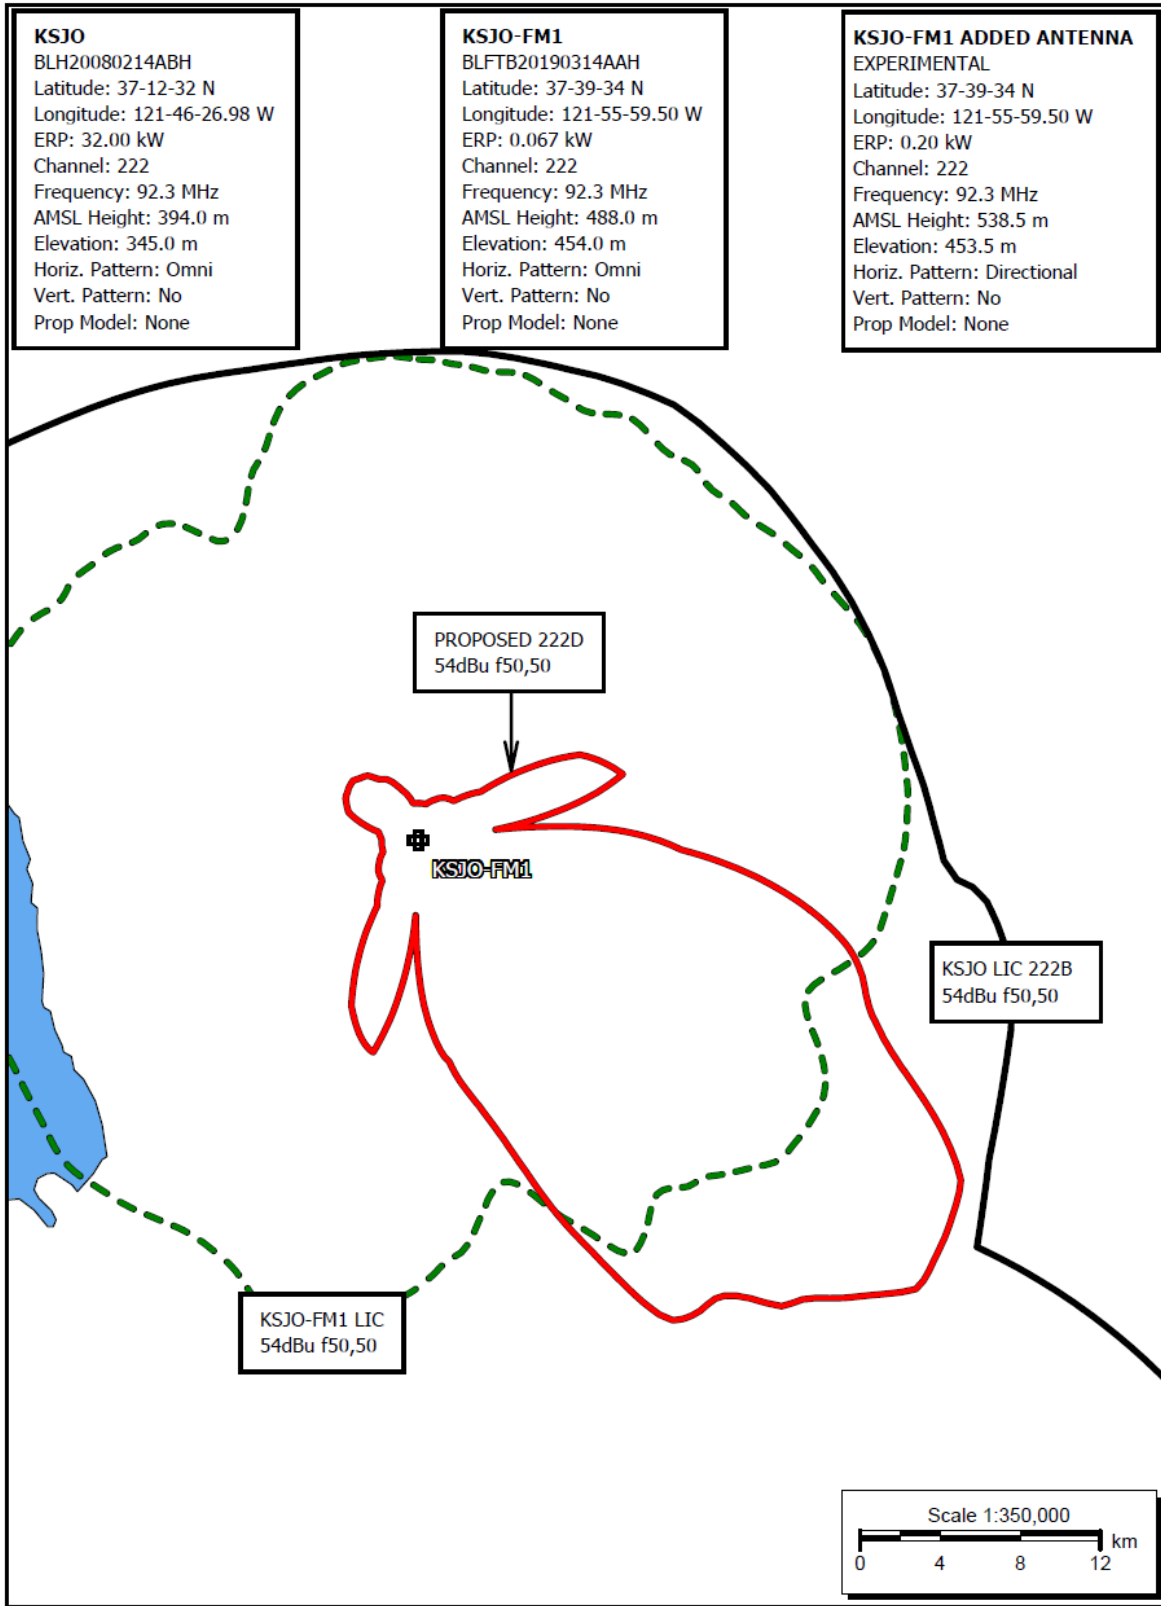 KSJO
BLH20080214ABH
Latitude: 37-12-32 N
Longitude: 121-46-26.98 W
ERP: 32.00 kW
Channel: 222
Frequency: 92.3 MHz
AMSL Height: 394.0 m
Elevation: 345.0 m
Horiz. Pattern: Omni
Vert. Pattern: No
Prop Model: None
KSJO-FM1
BLFTB20190314AAH
Latitude: 37-39-34 N
Longitude: 121-55-59.50 W
ERP: 0.067 kW
Channel: 222
Frequency: 92.3 MHz
AMSL Height: 488.0 m
Elevation: 454.0 m
Horiz. Pattern: Omni
Vert. Pattern: No
Prop Model: None
KSJO-FM1 ADDED ANTENNA
EXPERIMENTAL
Latitude: 37-39-34 N
Longitude: 121-55-59.50 W
ERP: 0.20 kW
Channel: 222
Frequency: 92.3 MHz
AMSL Height: 538.5 m
Elevation: 453.5 m
Horiz. Pattern: Directional
Vert. Pattern: No
Prop Model: None
PROPOSED 222D
54dBu f50,50
KSJO-FM1
KSJO LIC 222B
54dBu f50,50
KSJO-FM1 LIC
54dBu f50,50
Scale 1:350,000
km
0 4 8 12